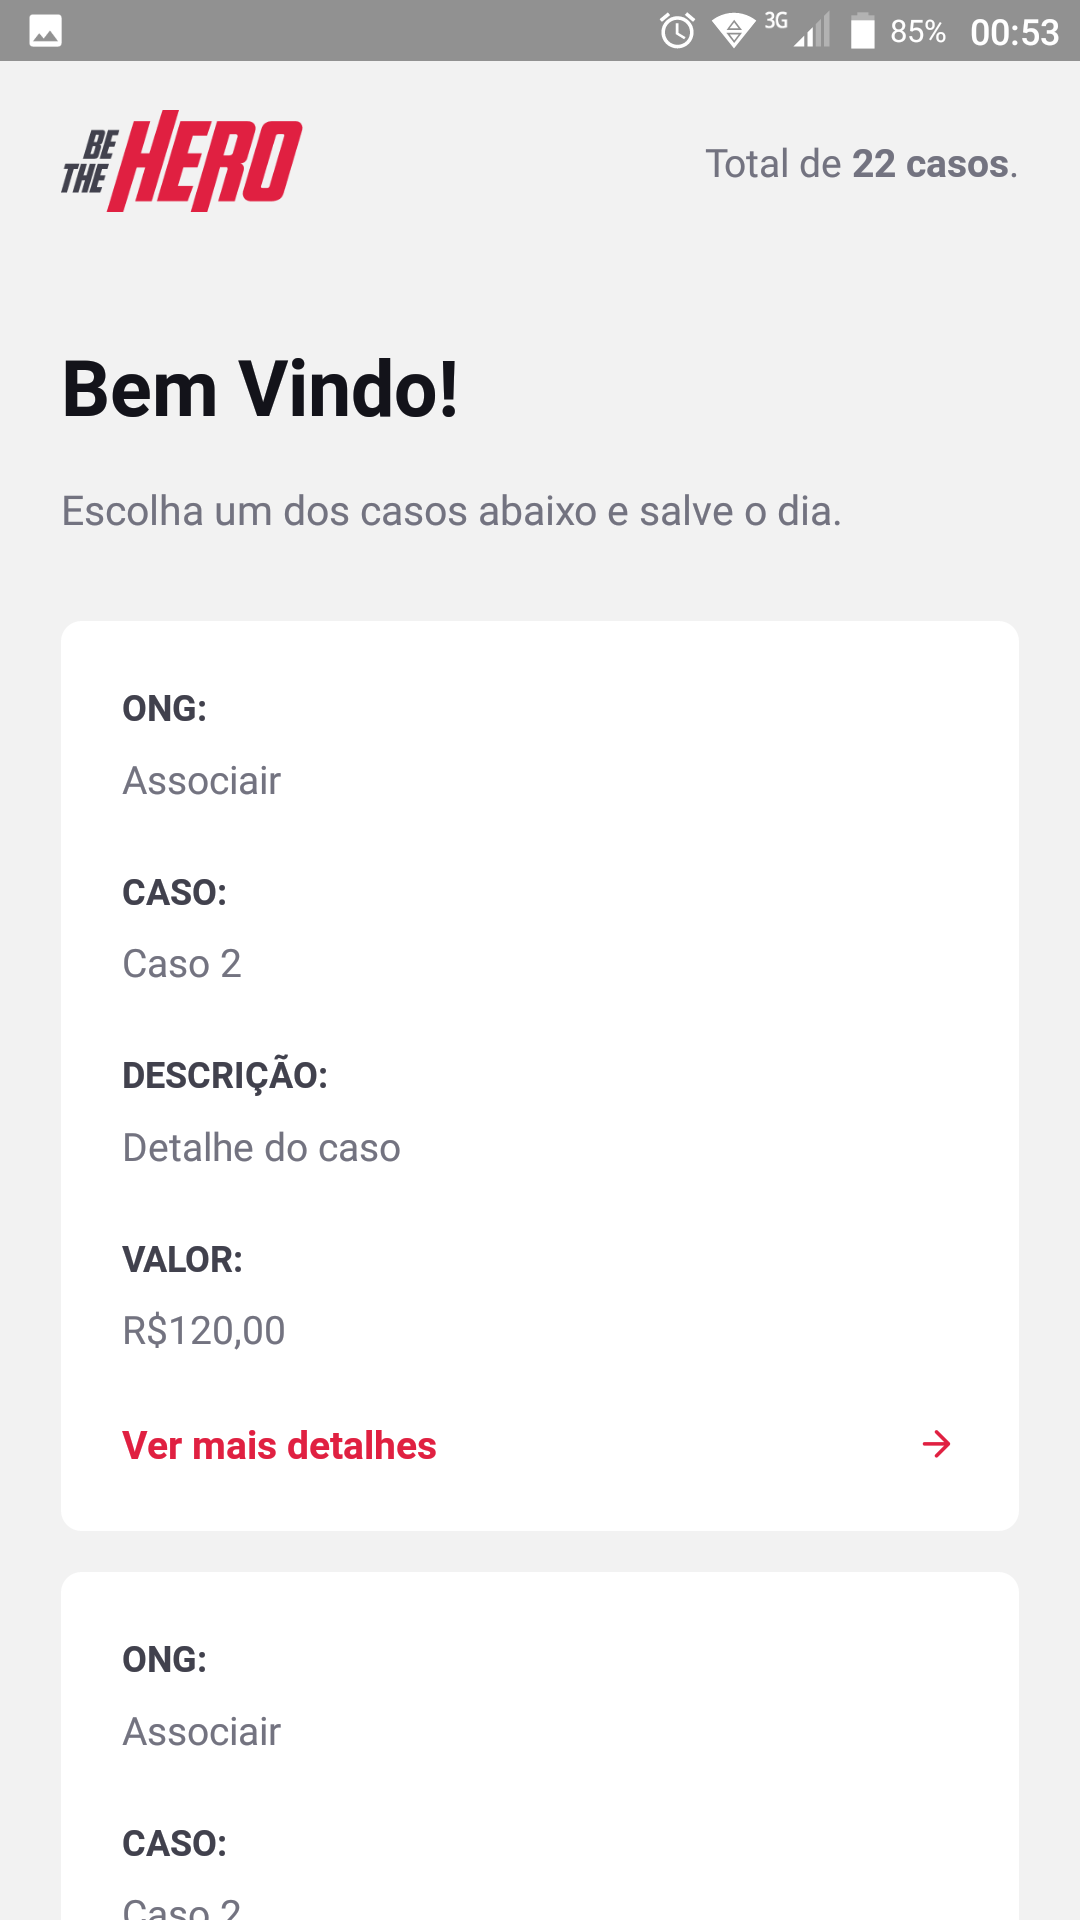 3G 85% 00:53
BE THE HERO
Total de 22 casos.
Bem Vindo!
Escolha um dos casos abaixo e salve o dia.
ONG:
Associair
CASO:
Caso 2
DESCRIÇÃO:
Detalhe do caso
VALOR:
R$120,00
Ver mais detalhes
ONG:
Associair
CASO:
Caso 2